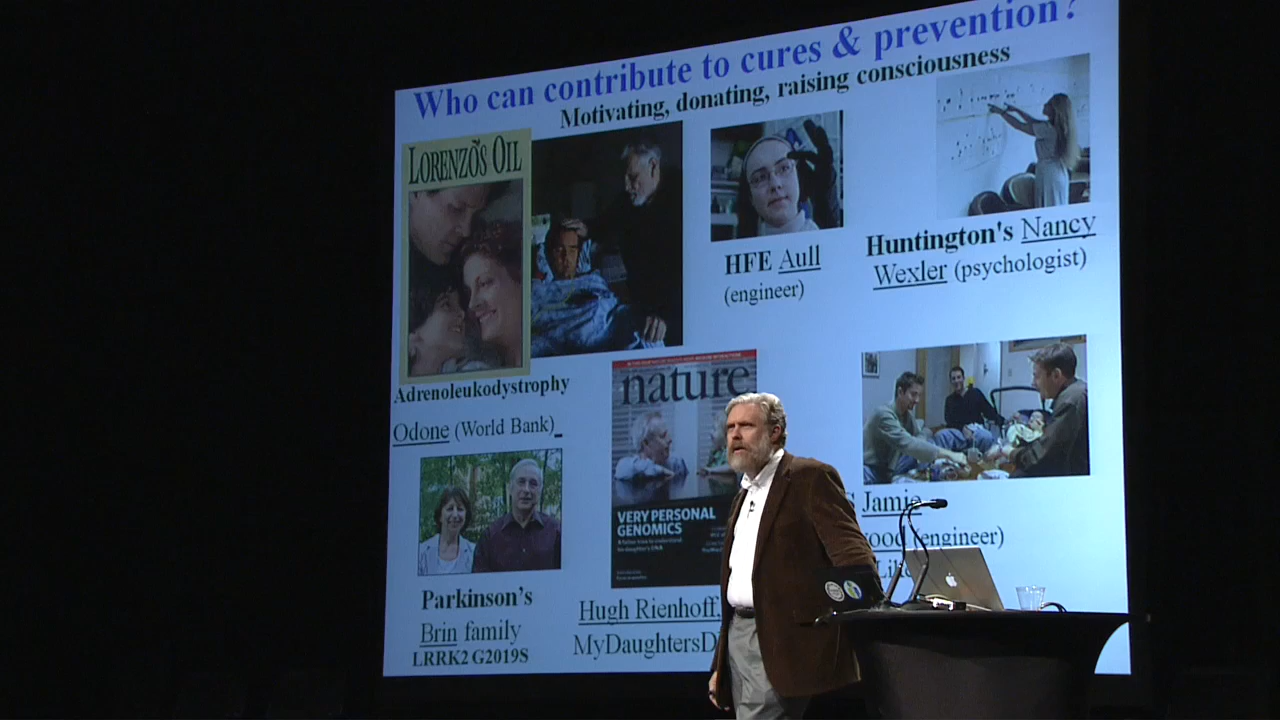 Who can contribute to cures & prevention?
Motivating, donating, raising consciousness
LORENZO'S OIL
HFE Aull
(engineer)
Huntington's Nancy
Wexler (psychologist)
Adrenoleukodystrophy
Odone (World Bank)
nature
VERY PERSONAL
GENOMICS
Jamie
(engineer)
Parkinson's
Brin family
LRRK2 G2019S
Hugh Rienhoff,
MyDaughtersD